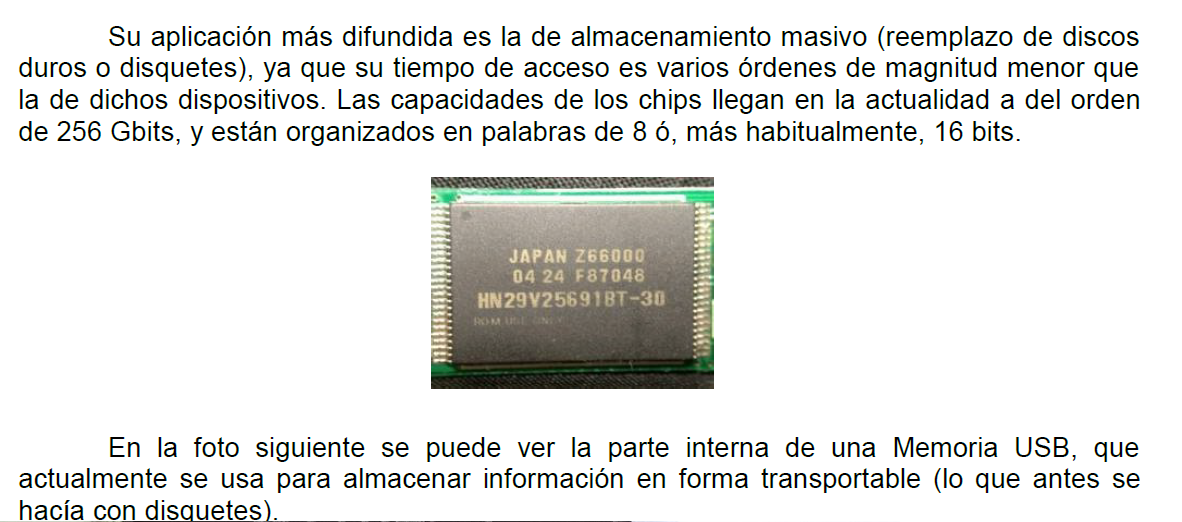 Su aplicación más difundida es la de almacenamiento masivo (reemplazo de discos
duros o disquetes), ya que su tiempo de acceso es varios órdenes de magnitud menor que
la de dichos dispositivos. Las capacidades de los chips llegan en la actualidad a del orden
de 256 Gbits, y están organizados en palabras de 8 ó, más habitualmente, 16 bits.
JAPAN Z66000
04 24 F87048
HN29V25691BT-30
En la foto siguiente se puede ver la parte interna de una Memoria USB, que
actualmente se usa para almacenar información en forma transportable (lo que antes se
hacía con disquetes).